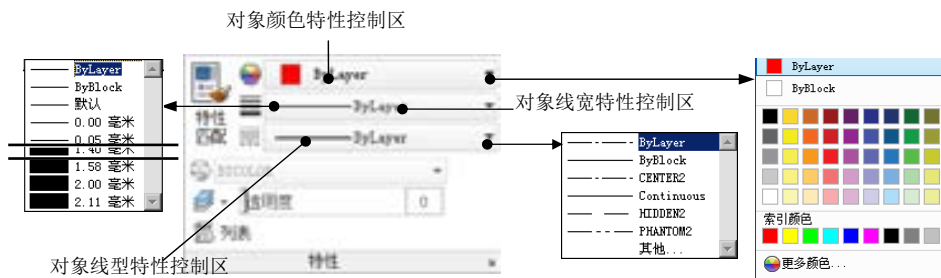 对象颜色特性控制区
ByLayer
ByBlock
默认
0.00 毫米
0.05 毫米
1.40 毫米
1.58 毫米
2.00 毫米
2.11 毫米
特性
匹配
ByLayer
ByLayer
ByLayer
BYCOLOR
透明度
0
列表
特性
对象线宽特性控制区
对象线型特性控制区
ByLayer
ByBlock
CENTER2
Continuous
HIDDEN2
PHANTOM2
其他...
ByLayer
ByBlock
索引颜色
更多颜色...